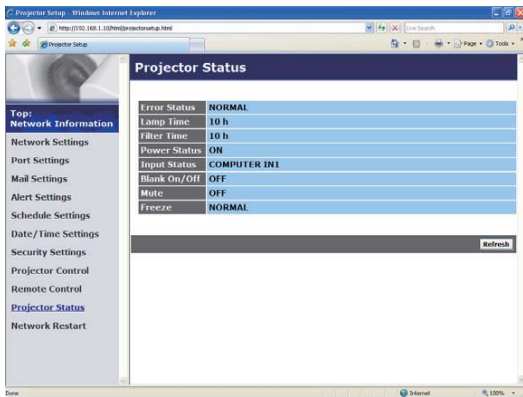 Projector Setup - Windows Internet Explorer
http://192.168.1.10/html/projectorsetup.html
Live Search
Projector Setup
Page
Tools
Top:
Network Information
Network Settings
Port Settings
Mail Settings
Alert Settings
Schedule Settings
Date/Time Settings
Security Settings
Projector Control
Remote Control
Projector Status
Network Restart
Projector Status
Error Status NORMAL
Lamp Time 10 h
Filter Time 10 h
Power Status ON
Input Status COMPUTER IN1
Blank On/Off OFF
Mute OFF
Freeze NORMAL
Refresh
Done
Internet
100%